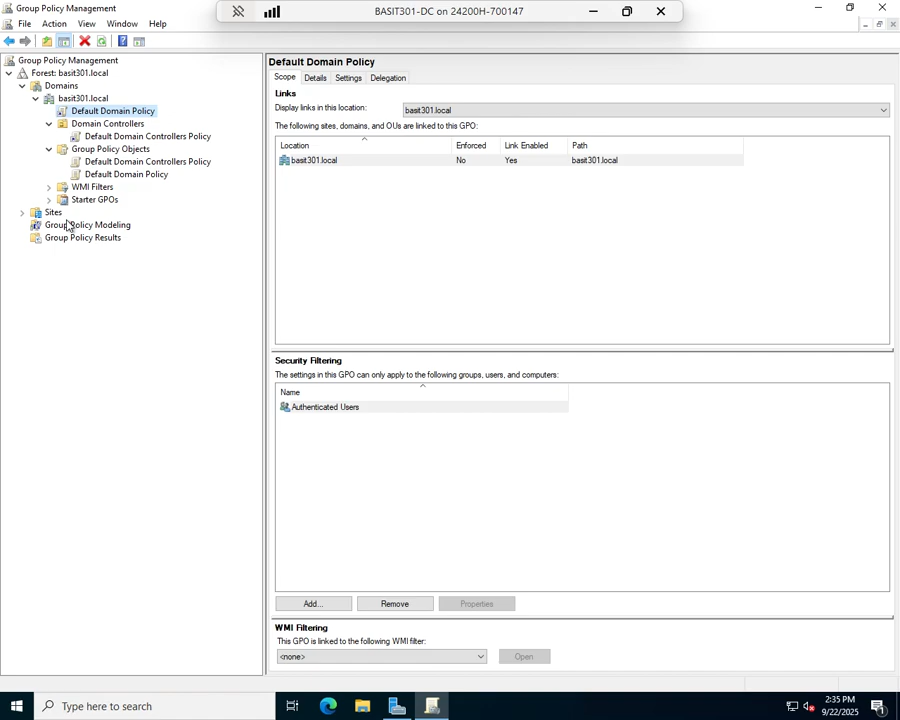 Group Policy Management
BASIT301-DC on 24200H-700147
File Action View Window Help
Group Policy Management
Forest: basit301.local
Domains
basit301.local
Default Domain Policy
Domain Controllers
Default Domain Controllers Policy
Group Policy Objects
Default Domain Controllers Policy
Default Domain Policy
WMI Filters
Starter GPOs
Sites
Group Policy Modeling
Group Policy Results
Default Domain Policy
Scope Details Settings Delegation
Links
Display links in this location: basit301.local
The following sites, domains, and OUs are linked to this GPO:
Location Enforced Link Enabled Path
basit301.local No Yes basit301.local
Security Filtering
The settings in this GPO can only apply to the following groups, users, and computers:
Name
Authenticated Users
Add... Remove Properties
WMI Filtering
This GPO is linked to the following WMI filter:
<none> Open
Type here to search
2:35 PM
9/22/2025
1